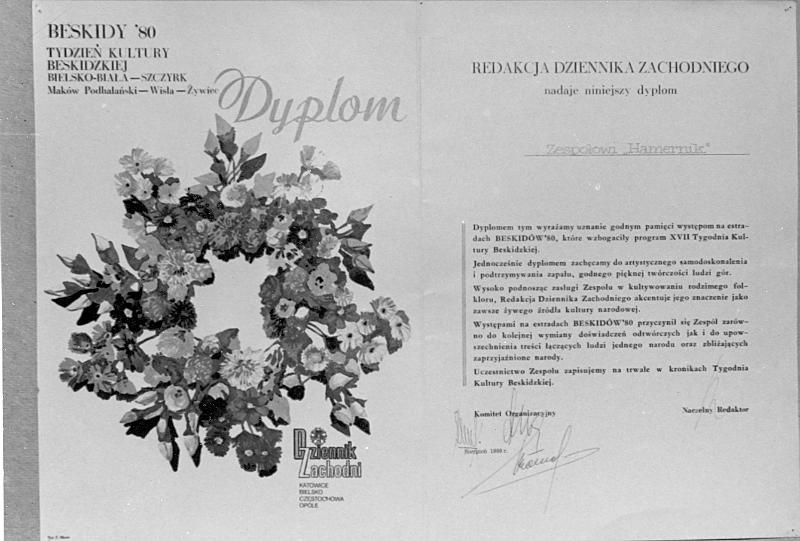 BESKIDY '80
TYDZIEŃ KULTURY
BESKIDZKIEJ
BIELSKO-BIAŁA — SZCZYRK
Maków Podhalański — Wisła — Żywiec
Dyplom
Dziennik
Zachodni
KATOWICE
BIELSKO
CZĘSTOCHOWA
OPOLE
REDAKCJA DZIENNIKA ZACHODNIEGO
nadaje niniejszy dyplom
Zespołowi „Hamernik"
Dyplomem tym wyrażamy uznanie godnym pamięci występom na estra-
dach BESKIDÓW'80, które wzbogaciły program XVII Tygodnia Kul-
tury Beskidzkiej.
Jednocześnie dyplomem zachęcamy do artystycznego samodoskonalenia
i podtrzymywania zapału, godnego pięknej twórczości ludzi gór.
Wysoko podnosząc zasługi Zespołu w kultywowaniu rodzimego fol-
kloru, Redakcja Dziennika Zachodniego akcentuje jego znaczenie jako
zawsze żywego źródła kultury narodowej.
Występami na estradach BESKIDÓW'80 przyczynił się Zespół zarów-
no do kolejnej wymiany doświadczeń odtwórczych jak i do upow-
szechnienia treści łączących ludzi jednego narodu oraz zbliżających
zaprzyjaźnione narody.
Uczestnictwo Zespołu zapisujemy na trwałe w kronikach Tygodnia
Kultury Beskidzkiej.
Komitet Organizacyjny
Naczelny Redaktor
Sierpień 1980 r.